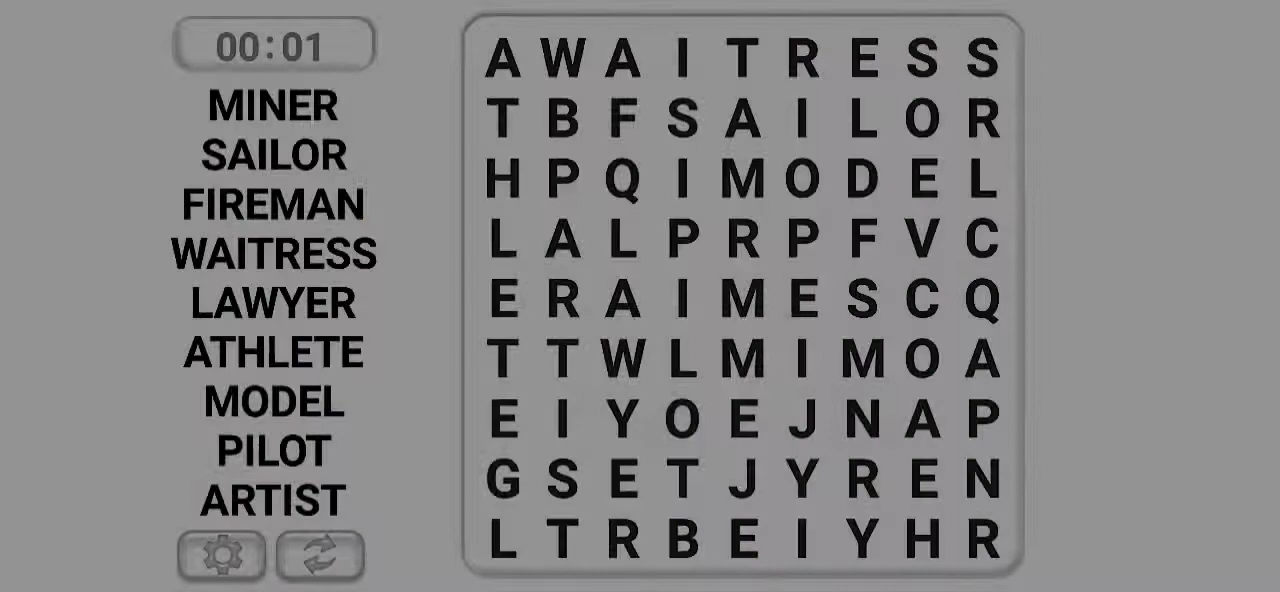 00:01
MINER
SAILOR
FIREMAN
WAITRESS
LAWYER
ATHLETE
MODEL
PILOT
ARTIST
A W A I T R E S S
T B F S A I L O R
H P Q I M O D E L
L A L P R P F V C
E R A I M E S C Q
T T W L M I M O A
E I Y O E J N A P
G S E T J Y R E N
L T R B E I Y H R